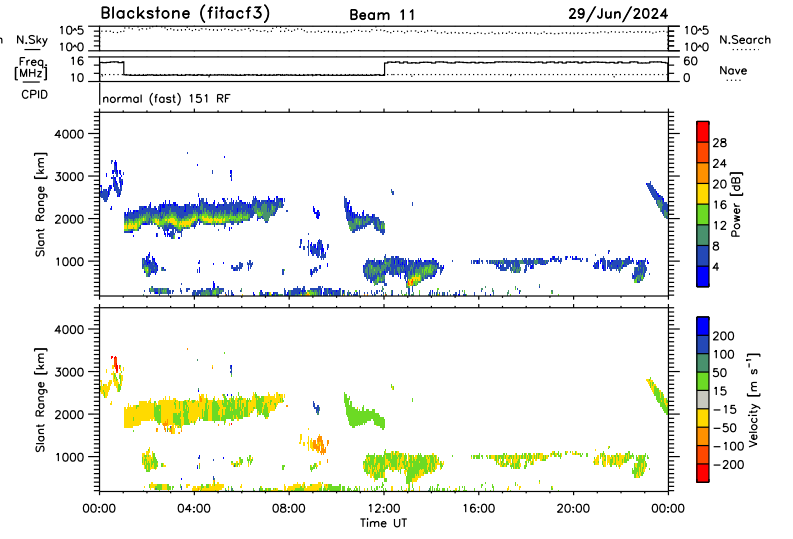 Blackstone (fitacf3) Beam 11 29/Jun/2024
N.Sky 10^5 10^5 N.Search
10^0 10^0
Freq. 16 60 Nave
[MHz] 10 0
CPID normal (fast) 151 RF
Slant Range [km]
4000
3000
2000
1000
28
24
20
16
12
8
4
Power [dB]
Slant Range [km]
4000
3000
2000
1000
200
100
50
15
-15
-50
-100
-200
Velocity [m s⁻¹]
00:00 04:00 08:00 12:00 16:00 20:00 00:00
Time UT